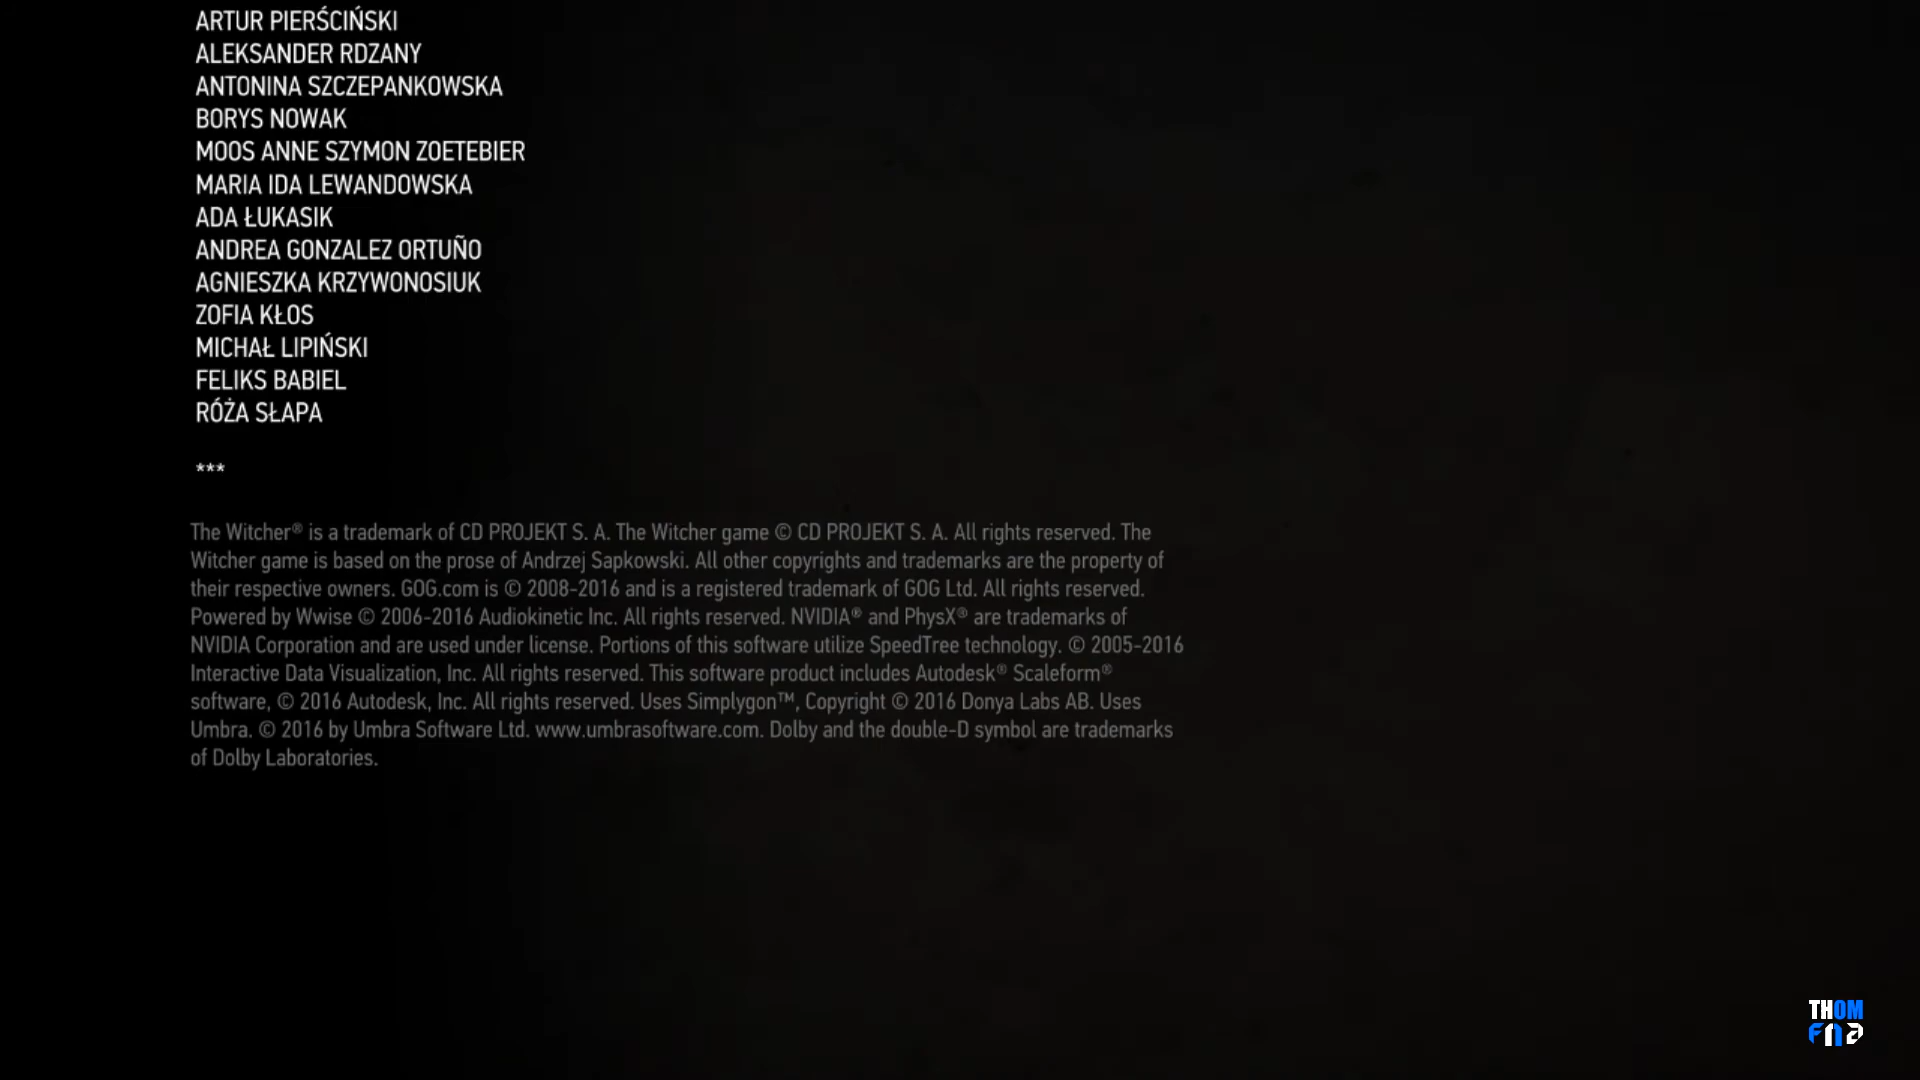 ARTUR PIERŚCIŃSKI
ALEKSANDER RDZANY
ANTONINA SZCZEPANKOWSKA
BORYS NOWAK
MOOS ANNE SZYMON ZOETEBIER
MARIA IDA LEWANDOWSKA
ADA ŁUKASIK
ANDREA GONZALEZ ORTUÑO
AGNIESZKA KRZYWONOSIUK
ZOFIA KŁOS
MICHAŁ LIPIŃSKI
FELIKS BABIEL
RÓŻA SŁAPA
***
The Witcher® is a trademark of CD PROJEKT S. A. The Witcher game © CD PROJEKT S. A. All rights reserved. The
Witcher game is based on the prose of Andrzej Sapkowski. All other copyrights and trademarks are the property of
their respective owners. GOG.com is © 2008-2016 and is a registered trademark of GOG Ltd. All rights reserved.
Powered by Wwise © 2006-2016 Audiokinetic Inc. All rights reserved. NVIDIA® and PhysX® are trademarks of
NVIDIA Corporation and are used under license. Portions of this software utilize SpeedTree technology. © 2005-2016
Interactive Data Visualization, Inc. All rights reserved. This software product includes Autodesk® Scaleform®
software, © 2016 Autodesk, Inc. All rights reserved. Uses Simplygon™, Copyright © 2016 Donya Labs AB. Uses
Umbra. © 2016 by Umbra Software Ltd. www.umbrasoftware.com. Dolby and the double-D symbol are trademarks
of Dolby Laboratories.
THOM